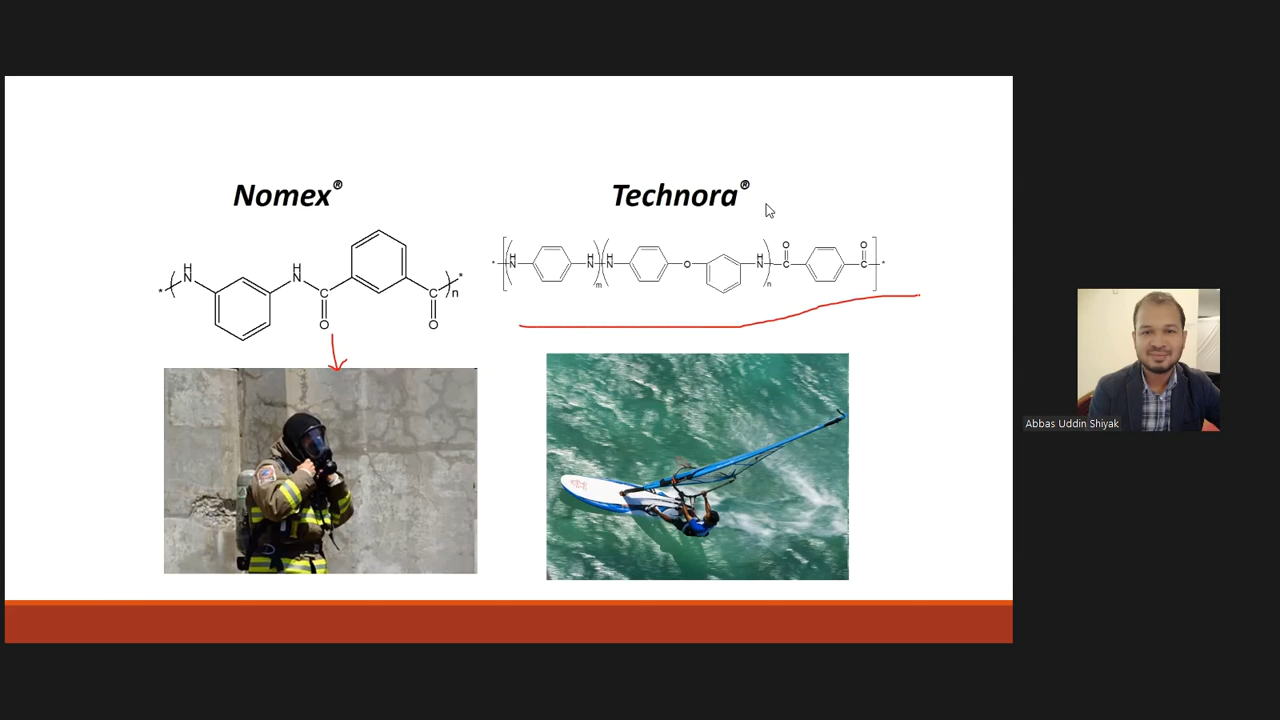 Nomex®
Technora®
* ( H N H N C O C O ) n *
* [ ( H N H N ) m ( H N O H N ) n O C O C ] *
Abbas Uddin Shiyak